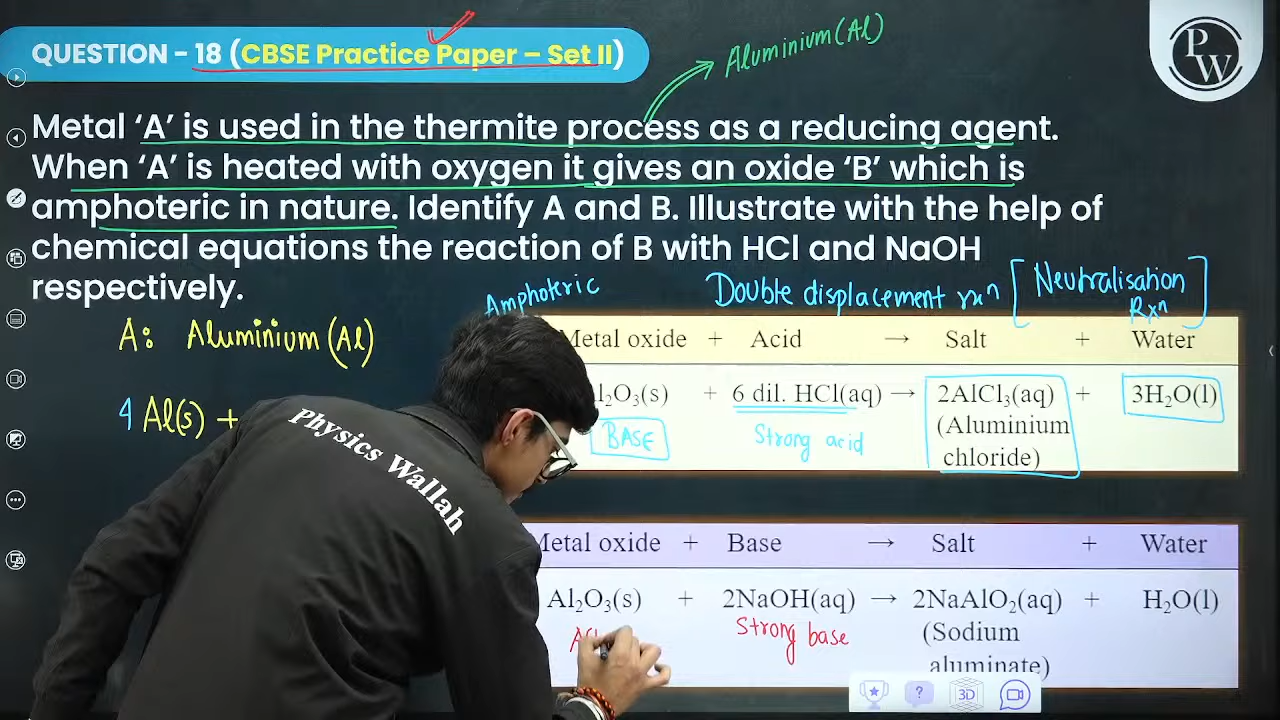 QUESTION - 18 (CBSE Practice Paper – Set II)
Aluminium (Al)
PW
Metal ‘A’ is used in the thermite process as a reducing agent.
When ‘A’ is heated with oxygen it gives an oxide ‘B’ which is
amphoteric in nature. Identify A and B. Illustrate with the help of
chemical equations the reaction of B with HCl and NaOH
respectively.
Amphoteric Double displacement rxⁿ [Neutralisation
Rxⁿ]
A: Aluminium (Al)
Metal oxide + Acid → Salt + Water
4 Al(s) +
l₂O₃(s) + 6 dil. HCl(aq) → 2AlCl₃(aq) + 3H₂O(l)
BASE Strong acid (Aluminium
chloride)
Physics Wallah
Metal oxide + Base → Salt + Water
Al₂O₃(s) + 2NaOH(aq) → 2NaAlO₂(aq) + H₂O(l)
Strong base (Sodium
aluminate)
3D